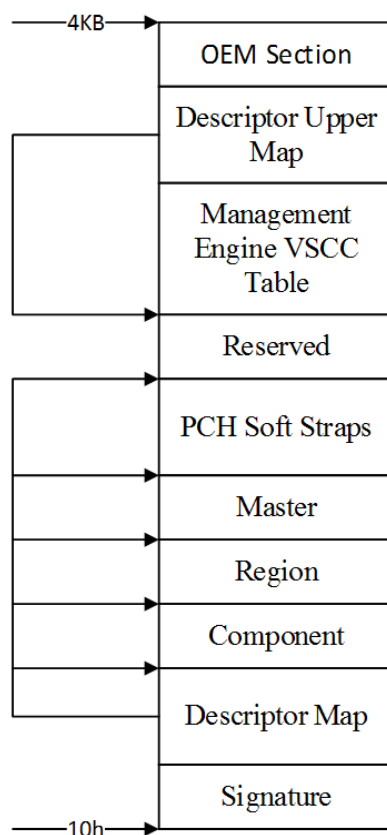 4KB
OEM Section
Descriptor Upper
Map
Management
Engine VSCC
Table
Reserved
PCH Soft Straps
Master
Region
Component
Descriptor Map
Signature
10h